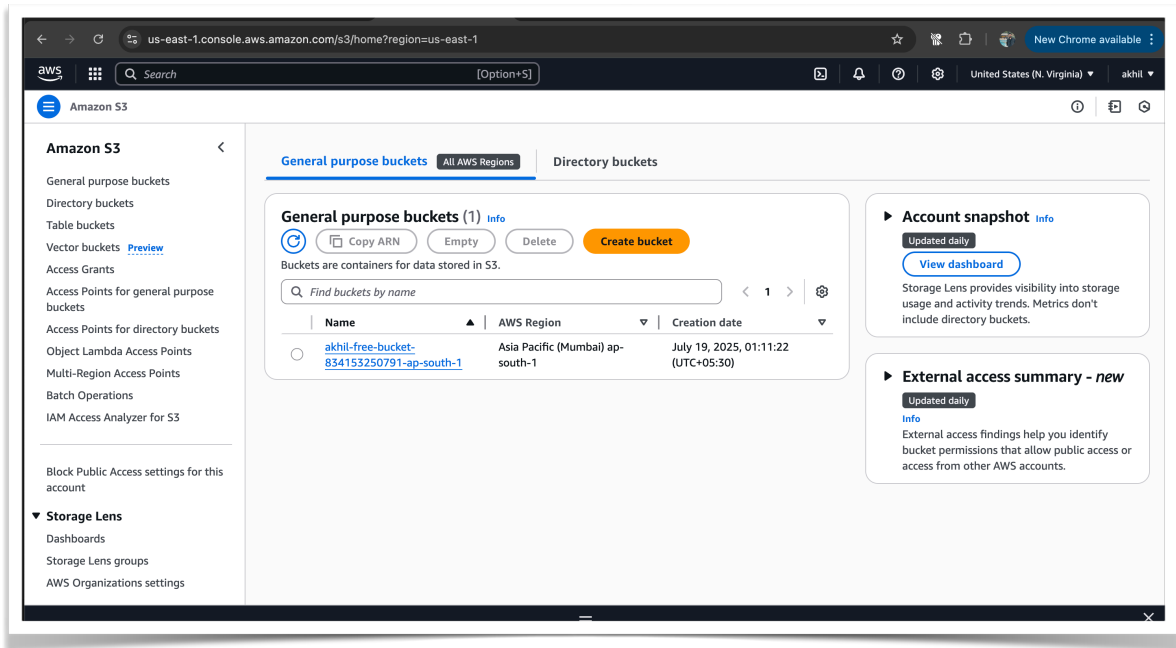 us-east-1.console.aws.amazon.com/s3/home?region=us-east-1
New Chrome available
aws
Search
[Option+S]
United States (N. Virginia)
akhil
Amazon S3
Amazon S3
General purpose buckets
Directory buckets
Table buckets
Vector buckets Preview
Access Grants
Access Points for general purpose
buckets
Access Points for directory buckets
Object Lambda Access Points
Multi-Region Access Points
Batch Operations
IAM Access Analyzer for S3
Block Public Access settings for this
account
Storage Lens
Dashboards
Storage Lens groups
AWS Organizations settings
General purpose buckets All AWS Regions
Directory buckets
General purpose buckets (1) Info
Copy ARN
Empty
Delete
Create bucket
Buckets are containers for data stored in S3.
Find buckets by name
1
Name
AWS Region
Creation date
akhil-free-bucket-
834153250791-ap-south-1
Asia Pacific (Mumbai) ap-
south-1
July 19, 2025, 01:11:22
(UTC+05:30)
Account snapshot Info
Updated daily
View dashboard
Storage Lens provides visibility into storage
usage and activity trends. Metrics don't
include directory buckets.
External access summary - new
Updated daily
Info
External access findings help you identify
bucket permissions that allow public access or
access from other AWS accounts.